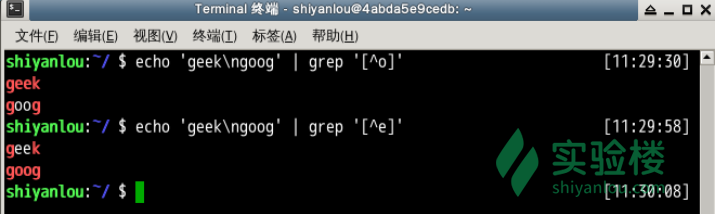 Terminal 终端 - shiyanlou@4abda5e9cedb: ~
文件(F) 编辑(E) 视图(V) 终端(T) 标签(A) 帮助(H)
shiyanlou:~/ $ echo 'geek\ngoog' | grep '[^o]' [11:29:30]
geek
goog
shiyanlou:~/ $ echo 'geek\ngoog' | grep '[^e]' [11:29:58]
geek
goog
shiyanlou:~/ $ [11:30:08]
实验楼
shiyanlou.com